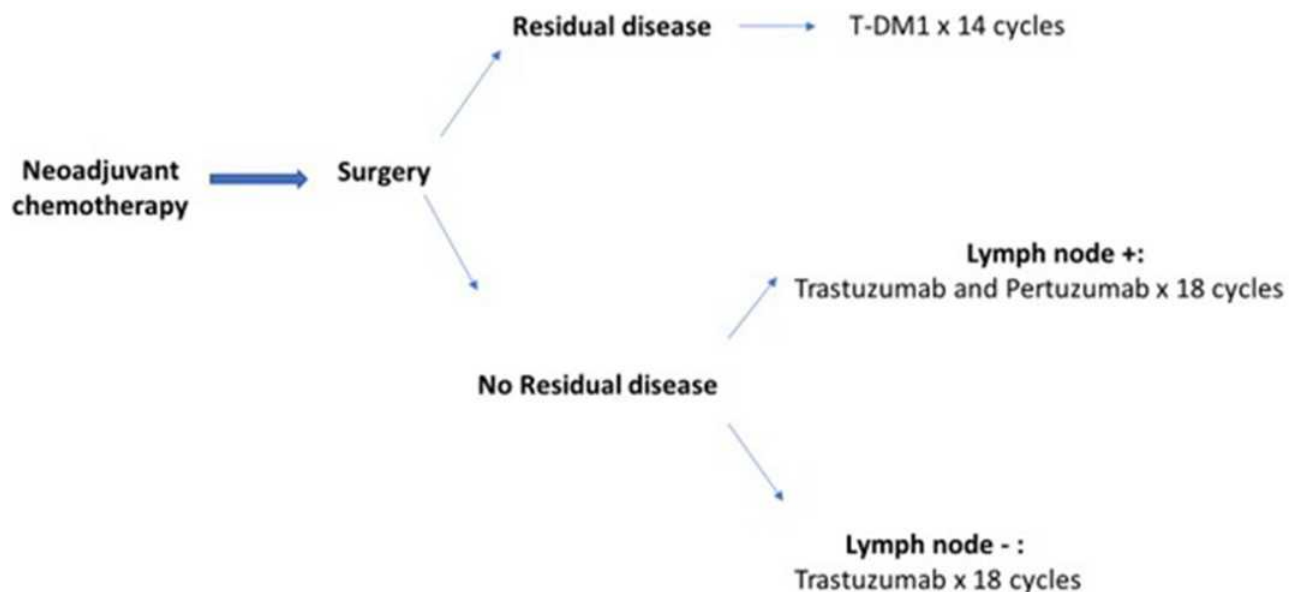 Residual disease
T-DM1 x 14 cycles
Neoadjuvant
chemotherapy
Surgery
Lymph node +:
Trastuzumab and Pertuzumab x 18 cycles
No Residual disease
Lymph node - :
Trastuzumab x 18 cycles